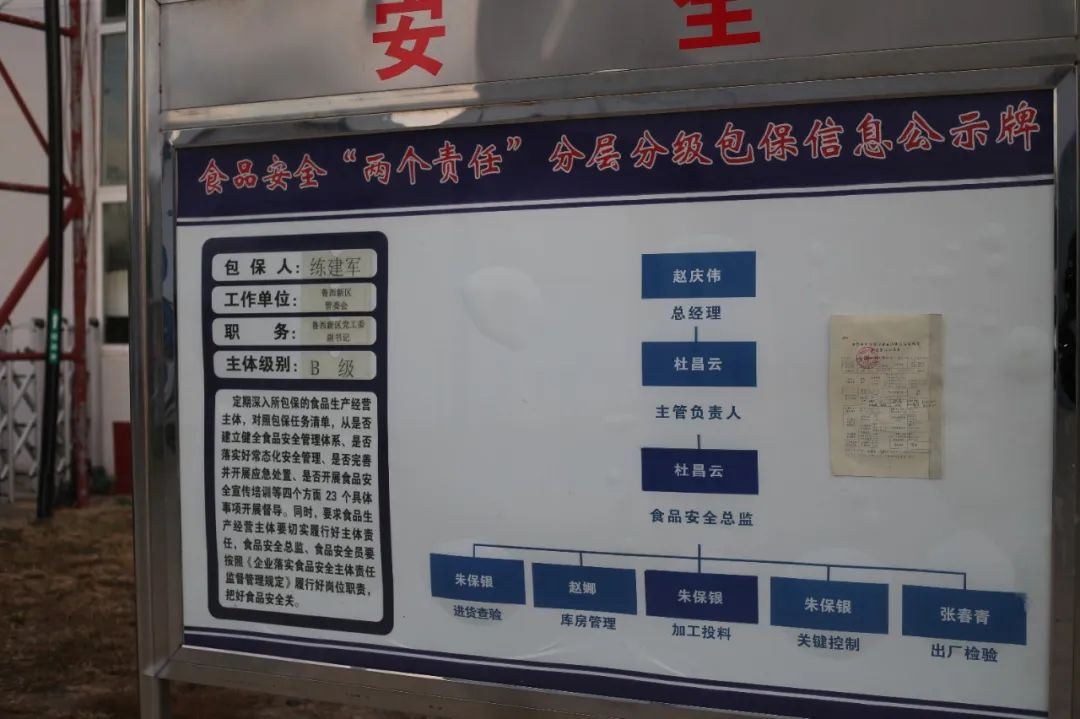 安 全
食品安全“两个责任”分层分级包保信息公示牌
包保人：练建军
工作单位：鲁西新区
管委会
职 务：鲁西新区党工委
副书记
主体级别：B 级
定期深入所包保的食品生产经营
主体，对照包保任务清单，从是否
建立健全食品安全管理体系、是否
落实好常态化安全管理、是否完善
并开展应急处置、是否开展食品安
全宣传培训等四个方面 23 个具体
事项开展督导。同时，要求食品生
产经营主体要切实履行好主体责
任，食品安全总监、食品安全员要
按照《企业落实食品安全主体责任
监督管理规定》履行好岗位职责，
把好食品安全关。
赵庆伟
总经理
杜昌云
主管负责人
杜昌云
食品安全总监
朱保银
进货查验
赵娜
库房管理
朱保银
加工投料
朱保银
关键控制
张春青
出厂检验